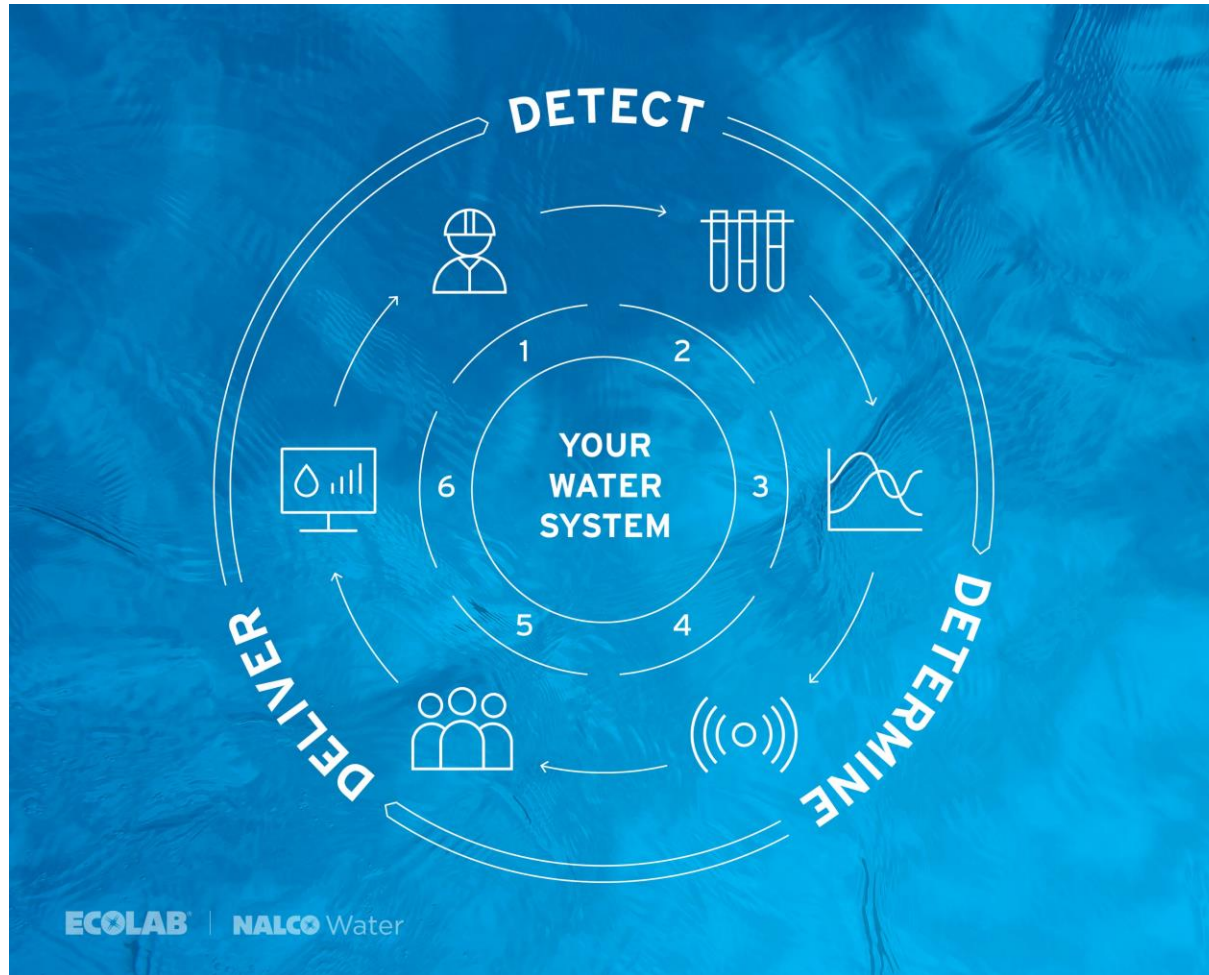 DETECT
1
2
YOUR
WATER
SYSTEM
3
4
5
6
DETERMINE
DELIVER
ECOLAB® | NALCO Water